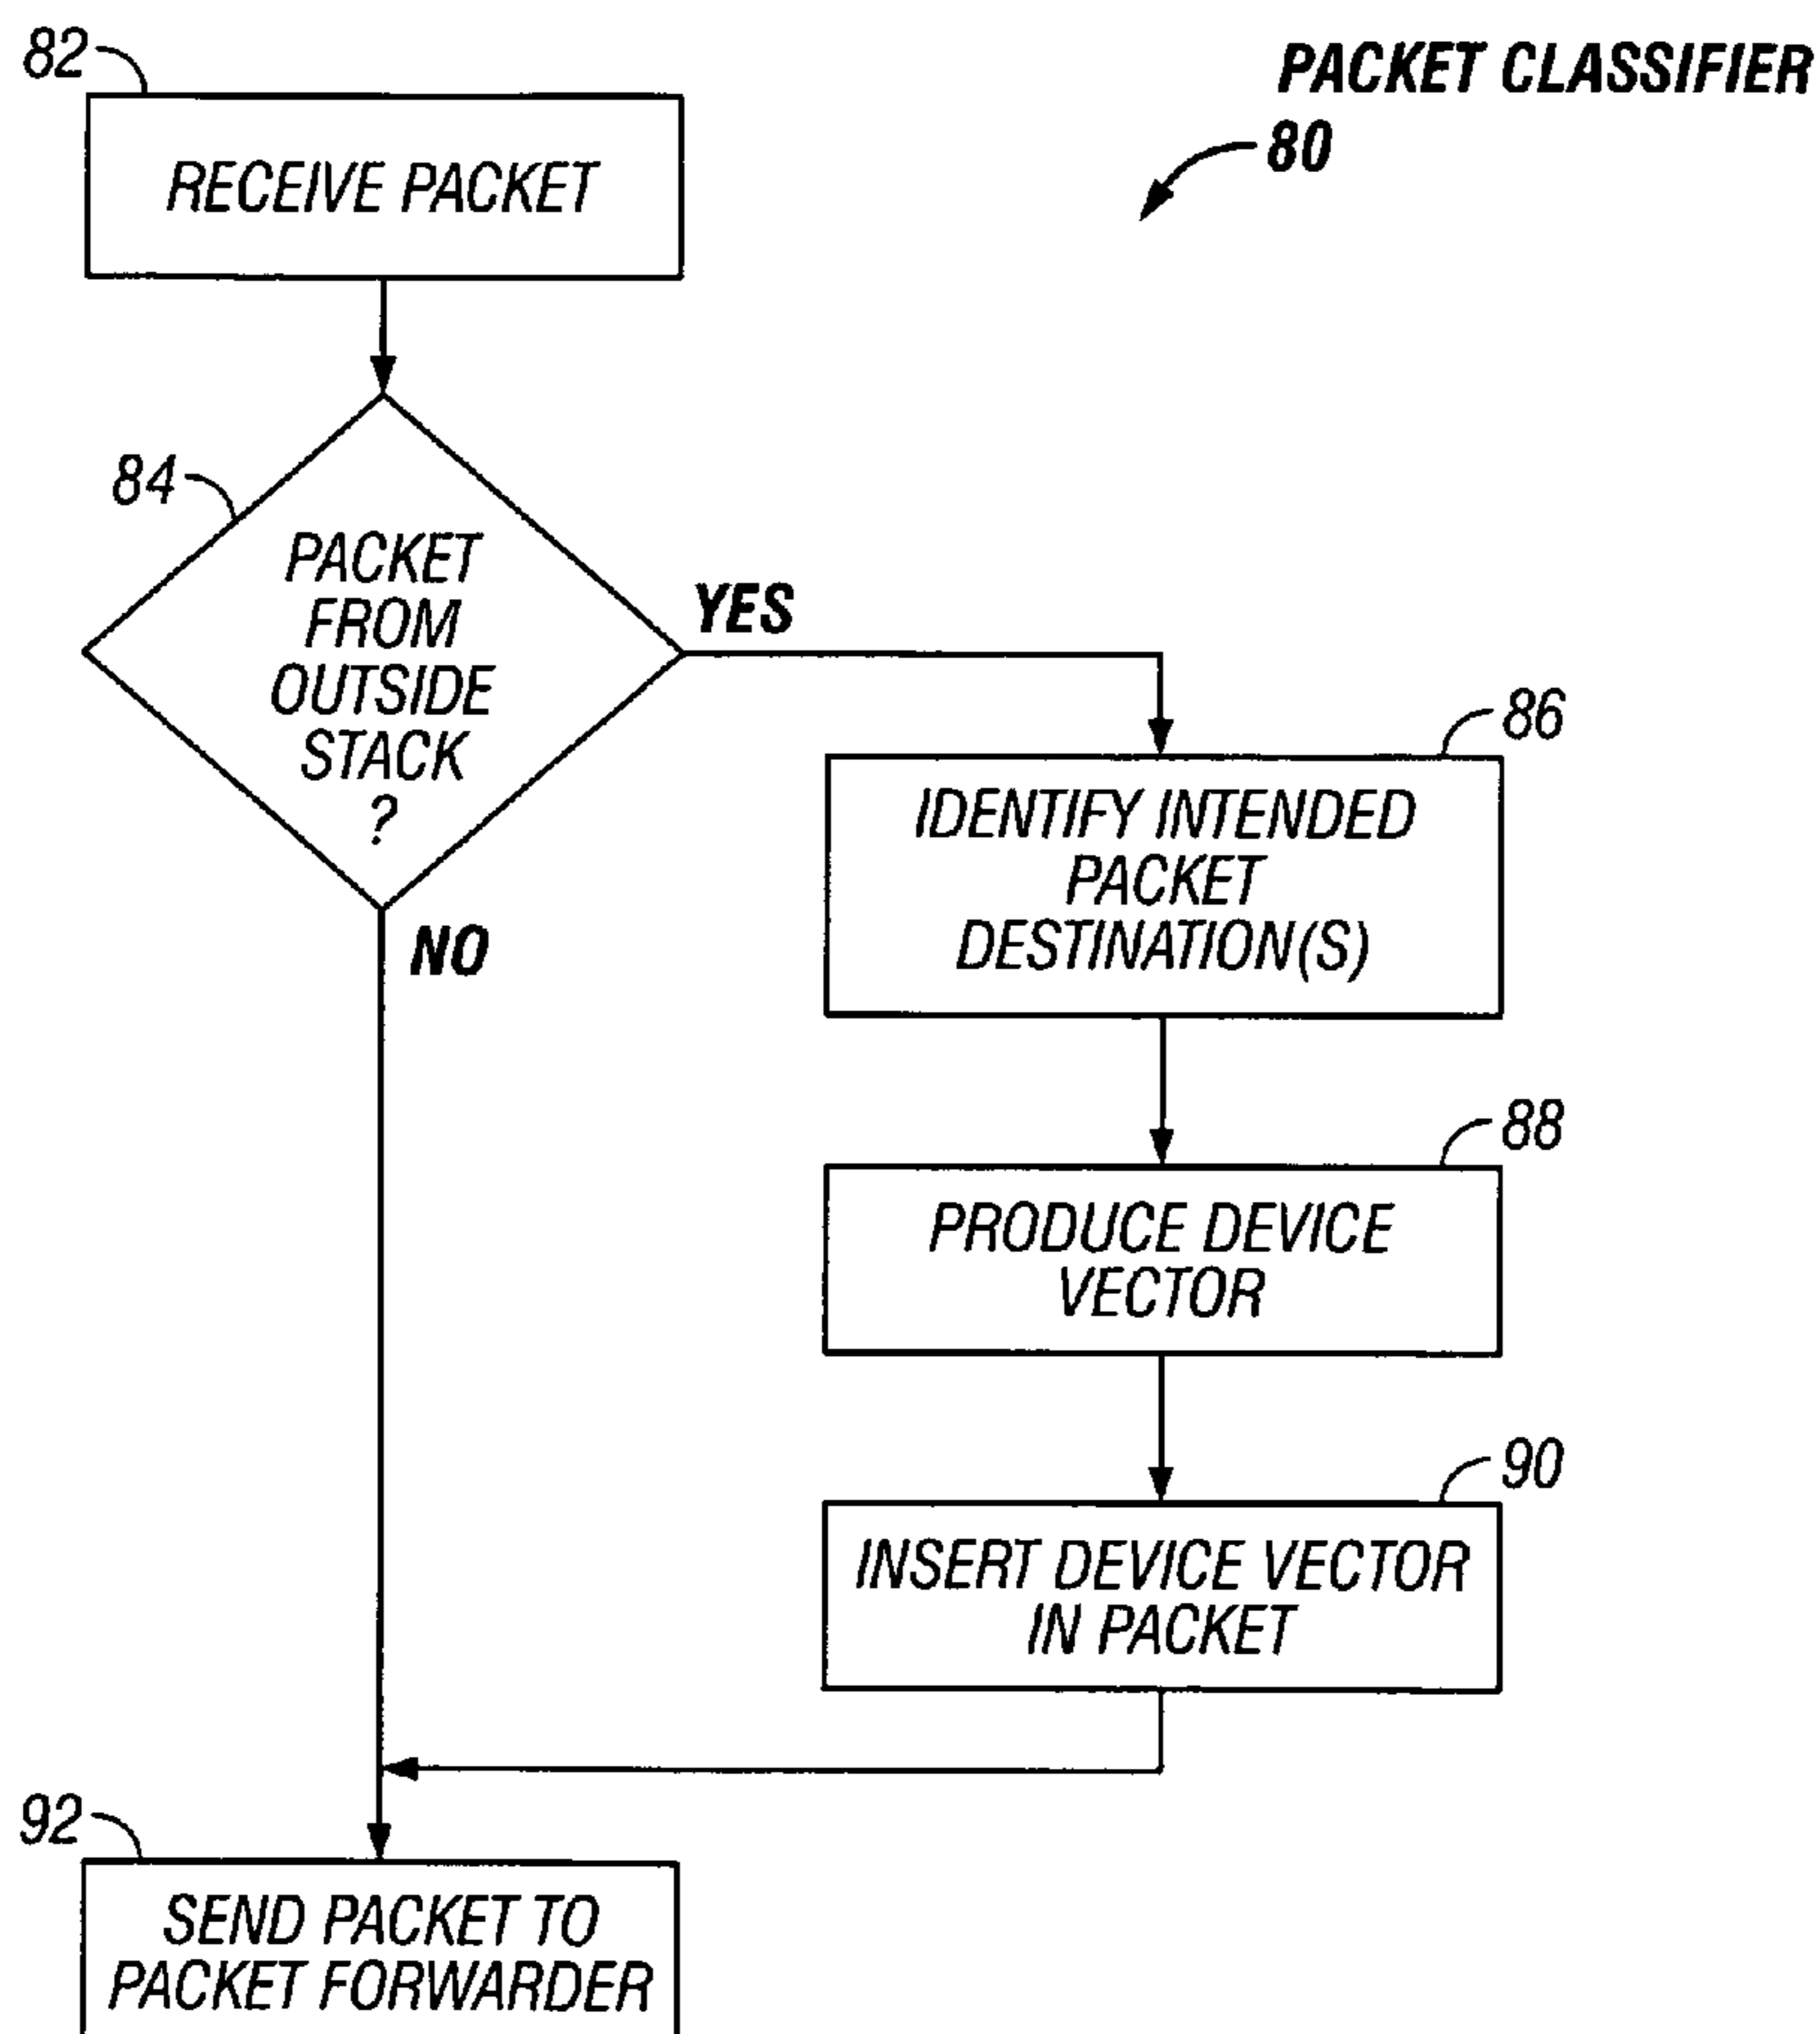 82
PACKET CLASSIFIER
80
RECEIVE PACKET
84
PACKET
FROM
OUTSIDE
STACK
?
YES
NO
86
IDENTIFY INTENDED
PACKET
DESTINATION(S)
88
PRODUCE DEVICE
VECTOR
90
INSERT DEVICE VECTOR
IN PACKET
92
SEND PACKET TO
PACKET FORWARDER